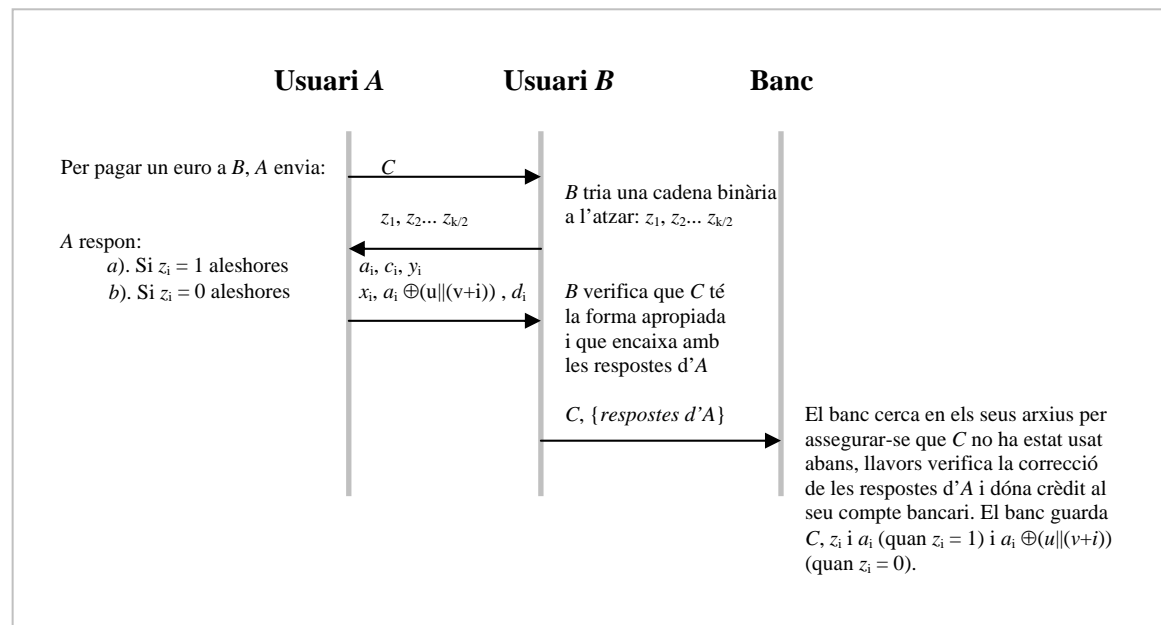 Usuari A Usuari B Banc
Per pagar un euro a B, A envia:
C
B tria una cadena binària
a l'atzar: z1, z2... zk/2
z1, z2... zk/2
A respon:
a). Si zi = 1 aleshores
ai, ci, yi
b). Si zi = 0 aleshores
xi, ai ⊕(u||(v+i)) , di
B verifica que C té
la forma apropiada
i que encaixa amb
les respostes d'A
C, {respostes d'A}
El banc cerca en els seus arxius per
assegurar-se que C no ha estat usat
abans, llavors verifica la correcció
de les respostes d'A i dóna crèdit al
seu compte bancari. El banc guarda
C, zi i ai (quan zi = 1) i ai ⊕(u||(v+i))
(quan zi = 0).